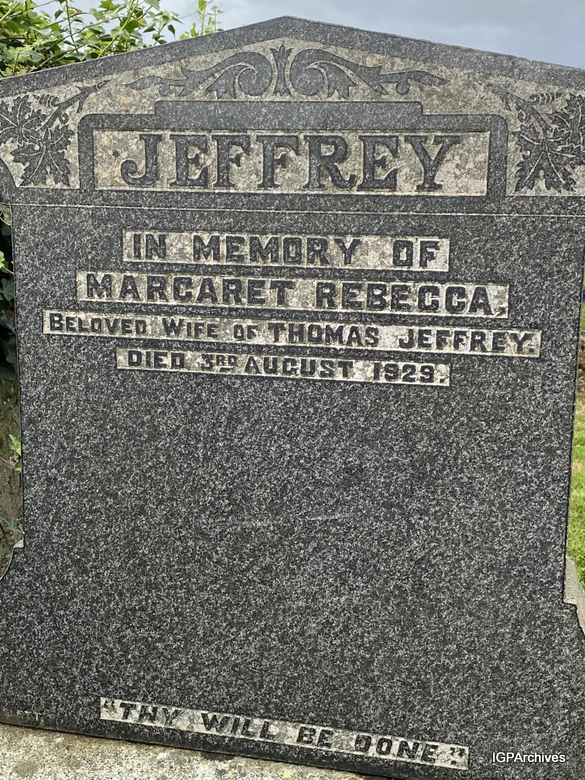 JEFFREY
IN MEMORY OF
MARGARET REBECCA,
BELOVED WIFE OF THOMAS JEFFREY.
DIED 3RD AUGUST 1929.
"THY WILL BE DONE"
IGPArchives